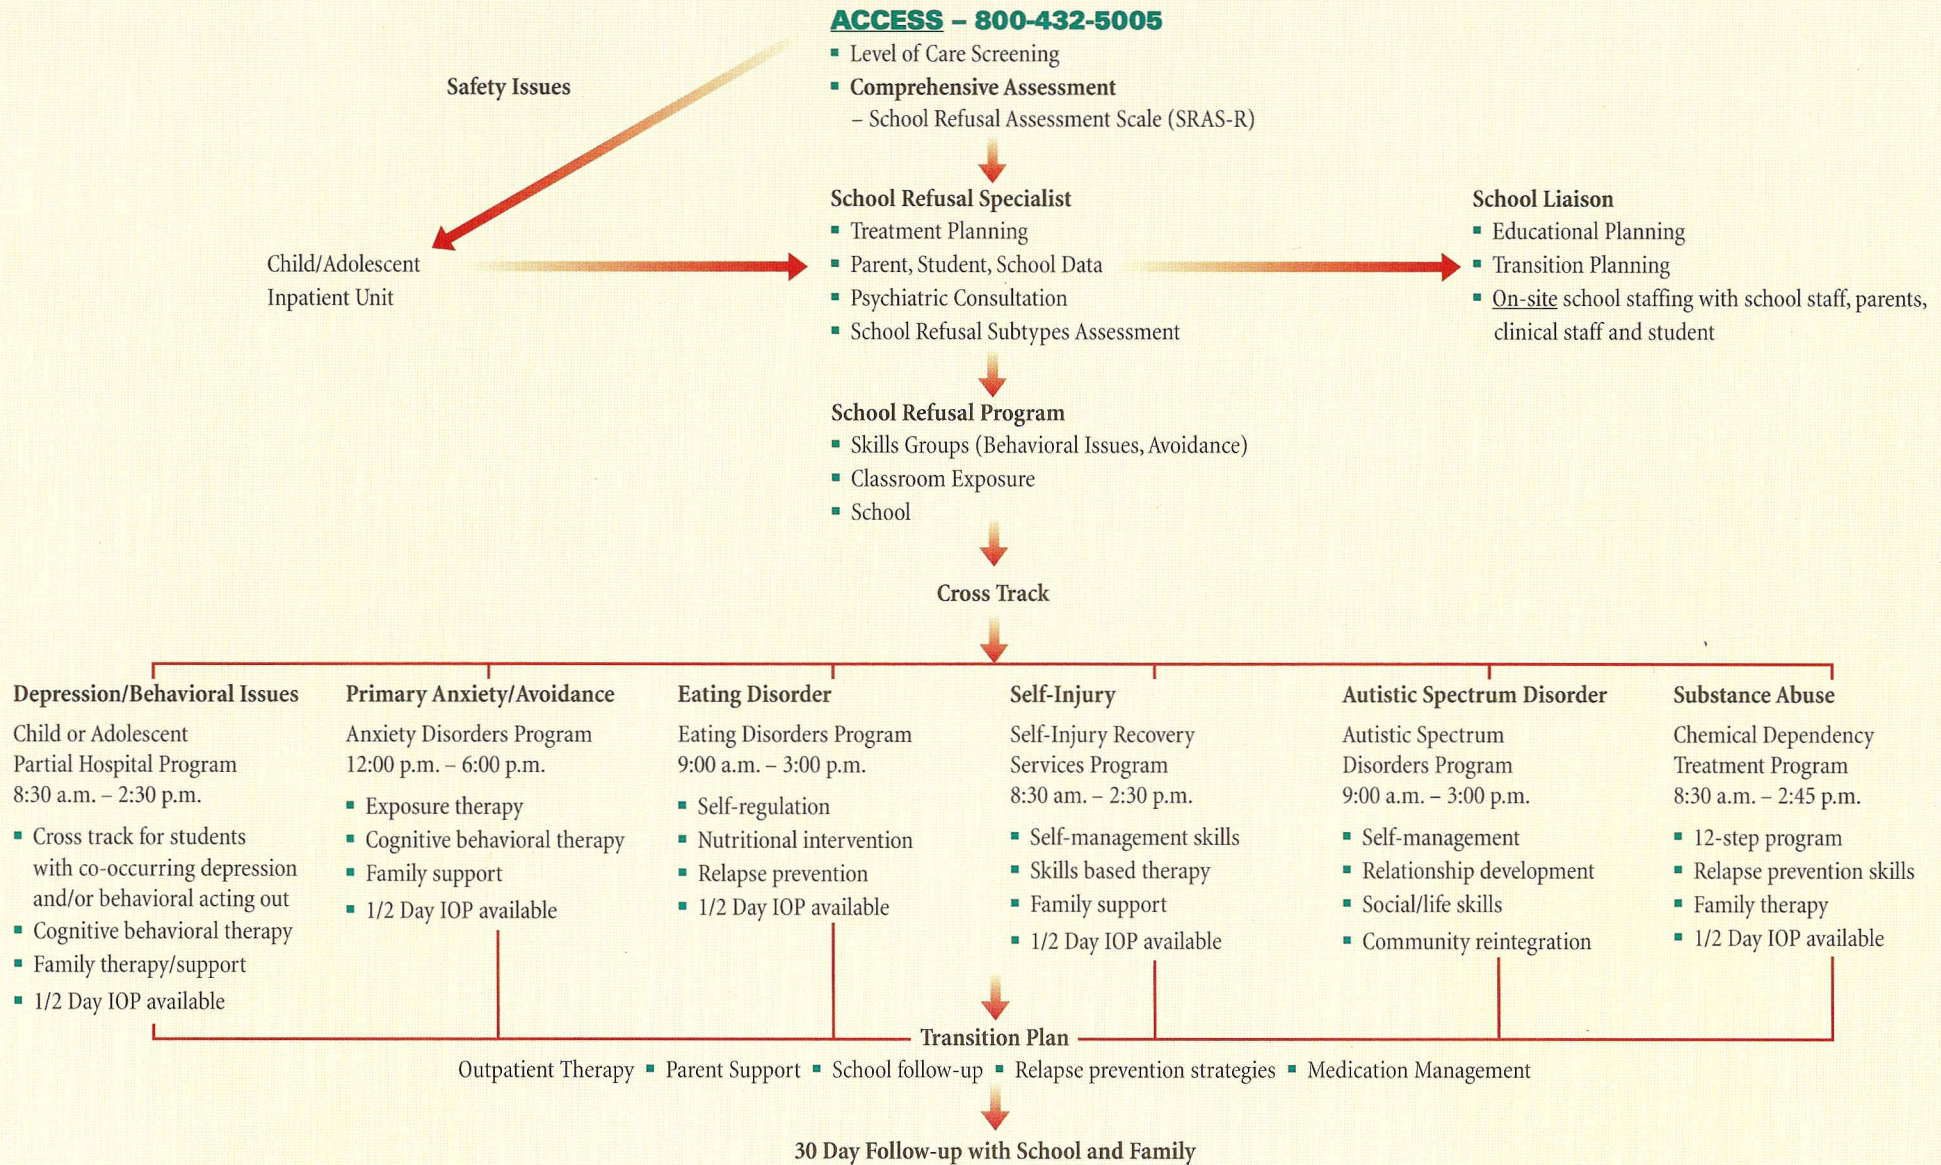 ACCESS – 800-432-5005
▪ Level of Care Screening
▪ Comprehensive Assessment
– School Refusal Assessment Scale (SRAS-R)
Safety Issues
Child/Adolescent
Inpatient Unit
School Refusal Specialist
▪ Treatment Planning
▪ Parent, Student, School Data
▪ Psychiatric Consultation
▪ School Refusal Subtypes Assessment
School Liaison
▪ Educational Planning
▪ Transition Planning
▪ On-site school staffing with school staff, parents,
clinical staff and student
School Refusal Program
▪ Skills Groups (Behavioral Issues, Avoidance)
▪ Classroom Exposure
▪ School
Cross Track
Depression/Behavioral Issues
Child or Adolescent
Partial Hospital Program
8:30 a.m. – 2:30 p.m.
▪ Cross track for students
with co-occurring depression
and/or behavioral acting out
▪ Cognitive behavioral therapy
▪ Family therapy/support
▪ 1/2 Day IOP available
Primary Anxiety/Avoidance
Anxiety Disorders Program
12:00 p.m. – 6:00 p.m.
▪ Exposure therapy
▪ Cognitive behavioral therapy
▪ Family support
▪ 1/2 Day IOP available
Eating Disorder
Eating Disorders Program
9:00 a.m. – 3:00 p.m.
▪ Self-regulation
▪ Nutritional intervention
▪ Relapse prevention
▪ 1/2 Day IOP available
Self-Injury
Self-Injury Recovery
Services Program
8:30 am. – 2:30 p.m.
▪ Self-management skills
▪ Skills based therapy
▪ Family support
▪ 1/2 Day IOP available
Autistic Spectrum Disorder
Autistic Spectrum
Disorders Program
9:00 a.m. – 3:00 p.m.
▪ Self-management
▪ Relationship development
▪ Social/life skills
▪ Community reintegration
Substance Abuse
Chemical Dependency
Treatment Program
8:30 a.m. – 2:45 p.m.
▪ 12-step program
▪ Relapse prevention skills
▪ Family therapy
▪ 1/2 Day IOP available
Transition Plan
Outpatient Therapy ▪ Parent Support ▪ School follow-up ▪ Relapse prevention strategies ▪ Medication Management
30 Day Follow-up with School and Family